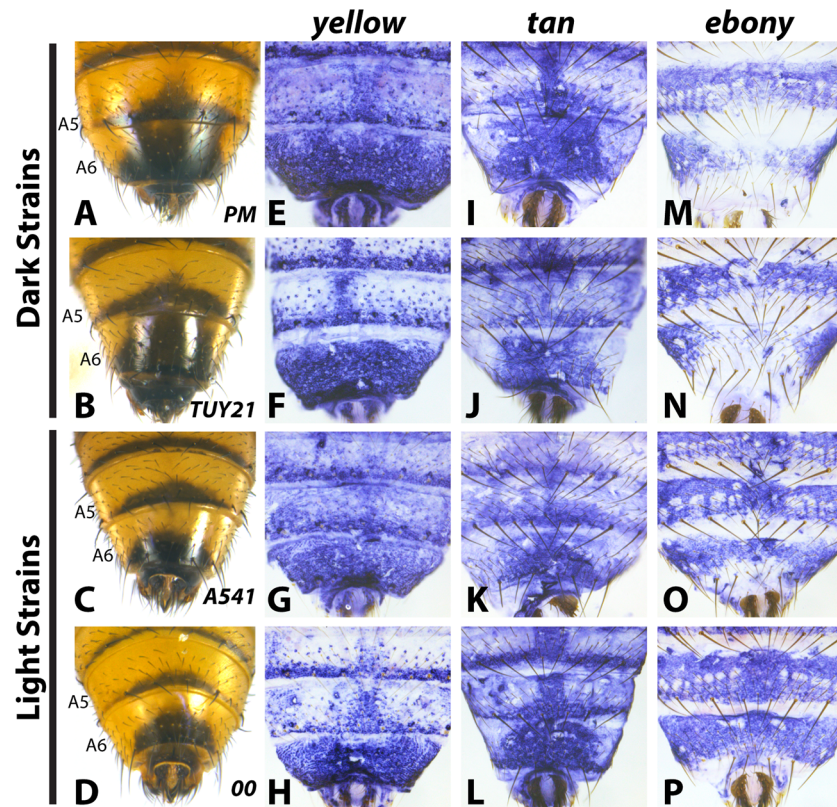 yellow tan ebony
Dark Strains
A5
A6
A PM E I M
A5
A6
B TUY21 F J N
Light Strains
A5
A6
C A541 G K O
A5
A6
D 00 H L P